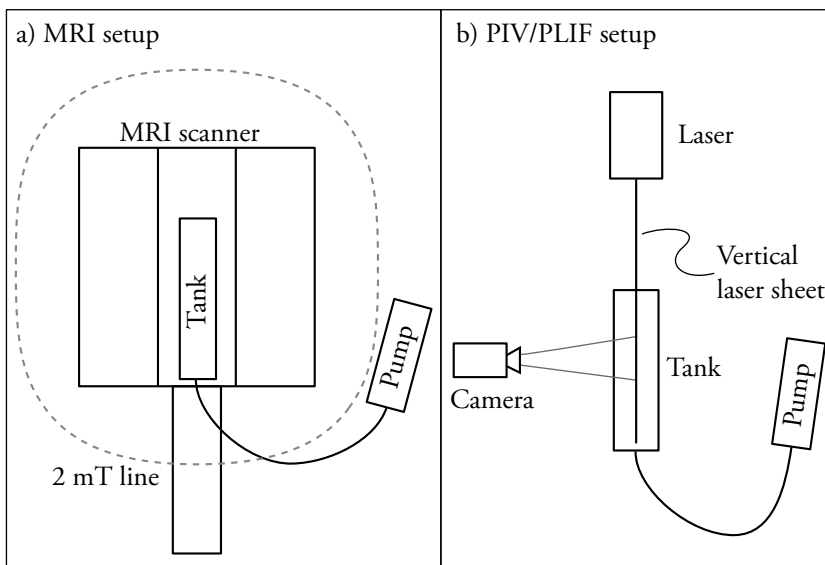 a) MRI setup
MRI scanner
Tank
Pump
2 mT line
b) PIV/PLIF setup
Laser
Vertical
laser sheet
Camera
Tank
Pump